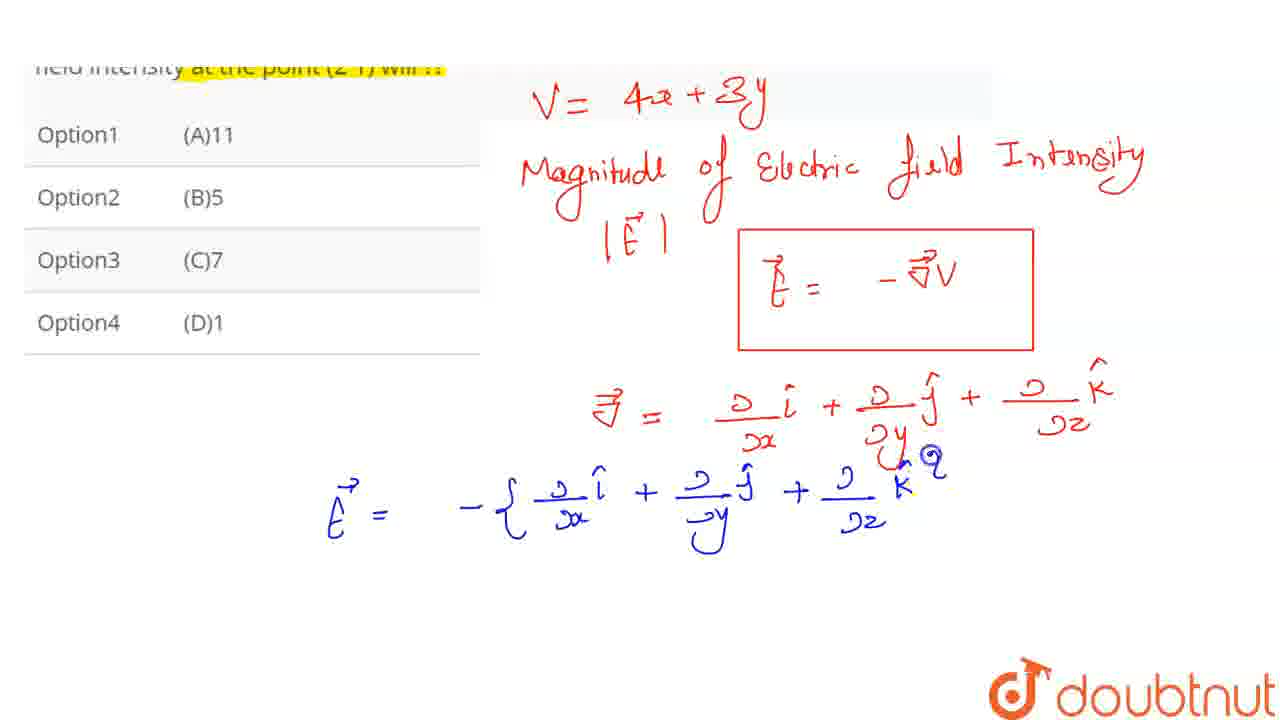 field intensity at the point (2 1) will !!
Option1 (A)11
Option2 (B)5
Option3 (C)7
Option4 (D)1
V = 4x + 3y
Magnitude of Electric field Intensity
|E⃗|
E⃗ = -∇⃗V
∇⃗ = ∂/∂x î + ∂/∂y ĵ + ∂/∂z k̂
E⃗ = -{ ∂/∂x î + ∂/∂y ĵ + ∂/∂z k̂
doubtnut